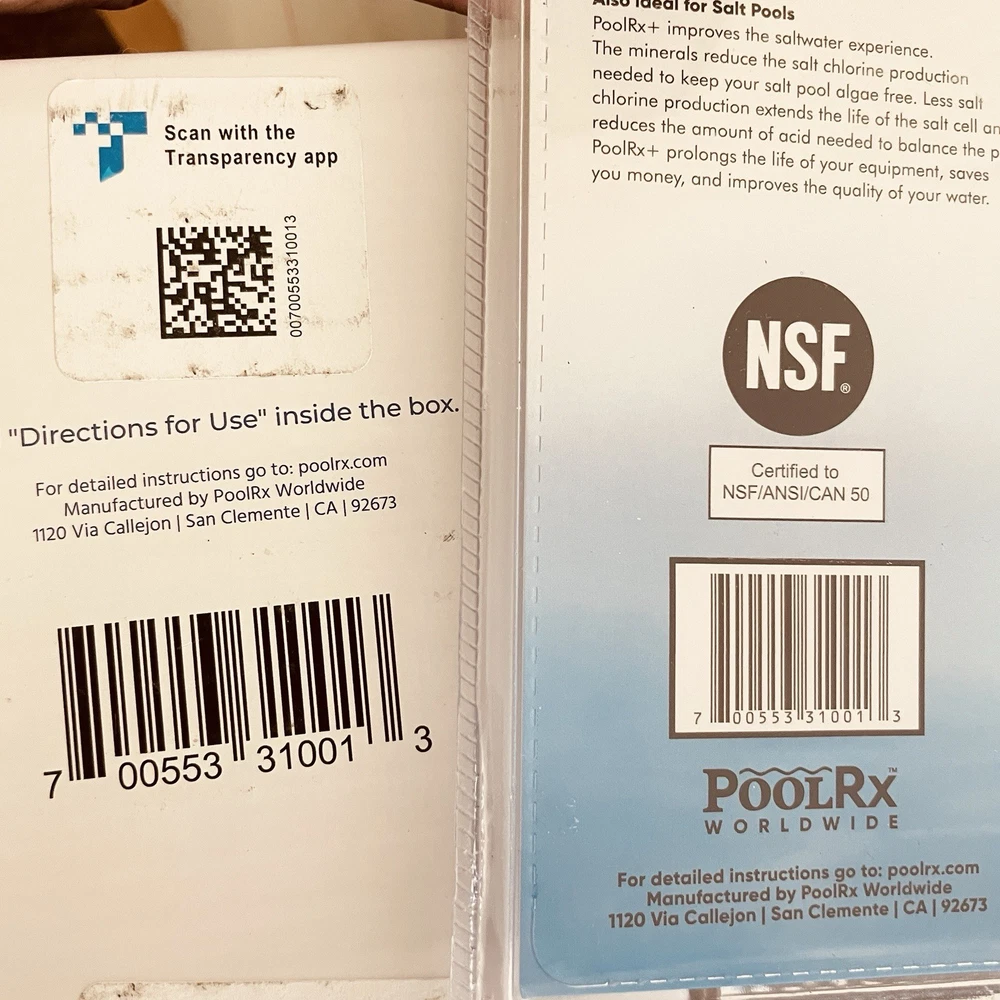 Scan with the
Transparency app
00700553310013
"Directions for Use" inside the box.
For detailed instructions go to: poolrx.com
Manufactured by PoolRx Worldwide
1120 Via Callejon | San Clemente | CA | 92673
7 00553 31001 3
Also Ideal for Salt Pools
PoolRx+ improves the saltwater experience.
The minerals reduce the salt chlorine production
needed to keep your salt pool algae free. Less salt
chlorine production extends the life of the salt cell
reduces the amount of acid needed to balance the
PoolRx+ prolongs the life of your equipment, saves
you money, and improves the quality of your water.
NSF®
Certified to
NSF/ANSI/CAN 50
7 00553 31001 3
POOLRX™
WORLDWIDE
For detailed instructions go to: poolrx.com
Manufactured by PoolRx Worldwide
1120 Via Callejon | San Clemente | CA | 92673